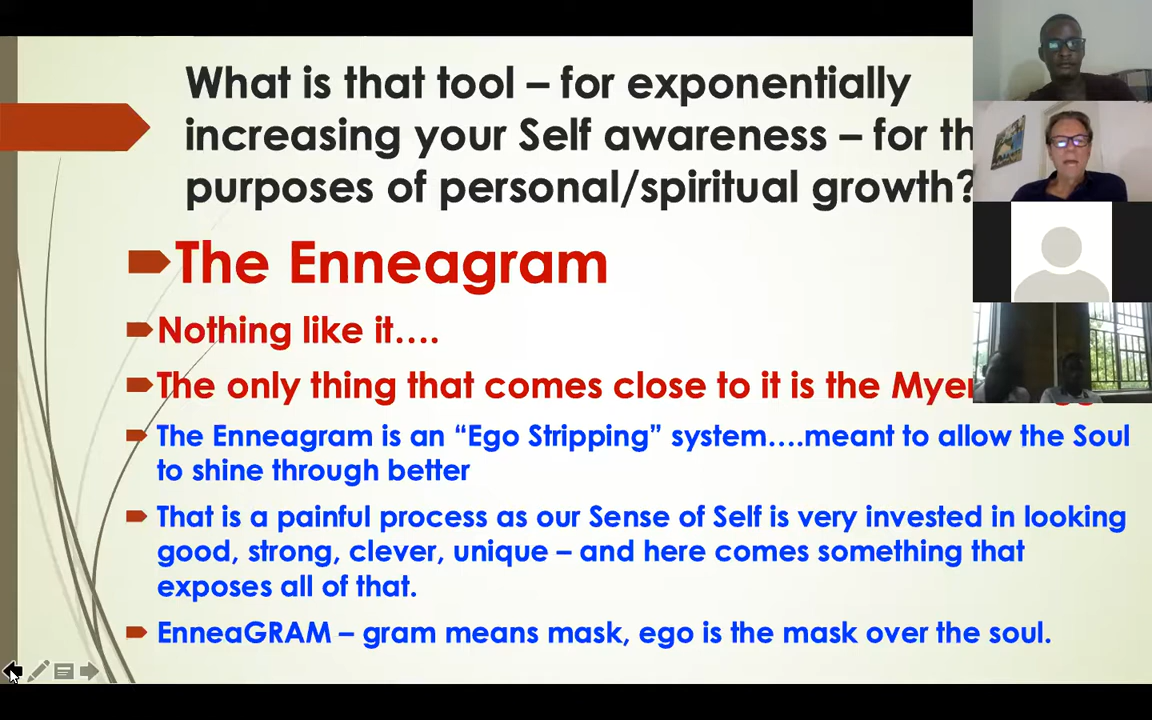 What is that tool – for exponentially
increasing your Self awareness – for th
purposes of personal/spiritual growth?
The Enneagram
Nothing like it….
The only thing that comes close to it is the Myer
The Enneagram is an “Ego Stripping” system….meant to allow the Soul
to shine through better
That is a painful process as our Sense of Self is very invested in looking
good, strong, clever, unique – and here comes something that
exposes all of that.
EnneaGRAM – gram means mask, ego is the mask over the soul.